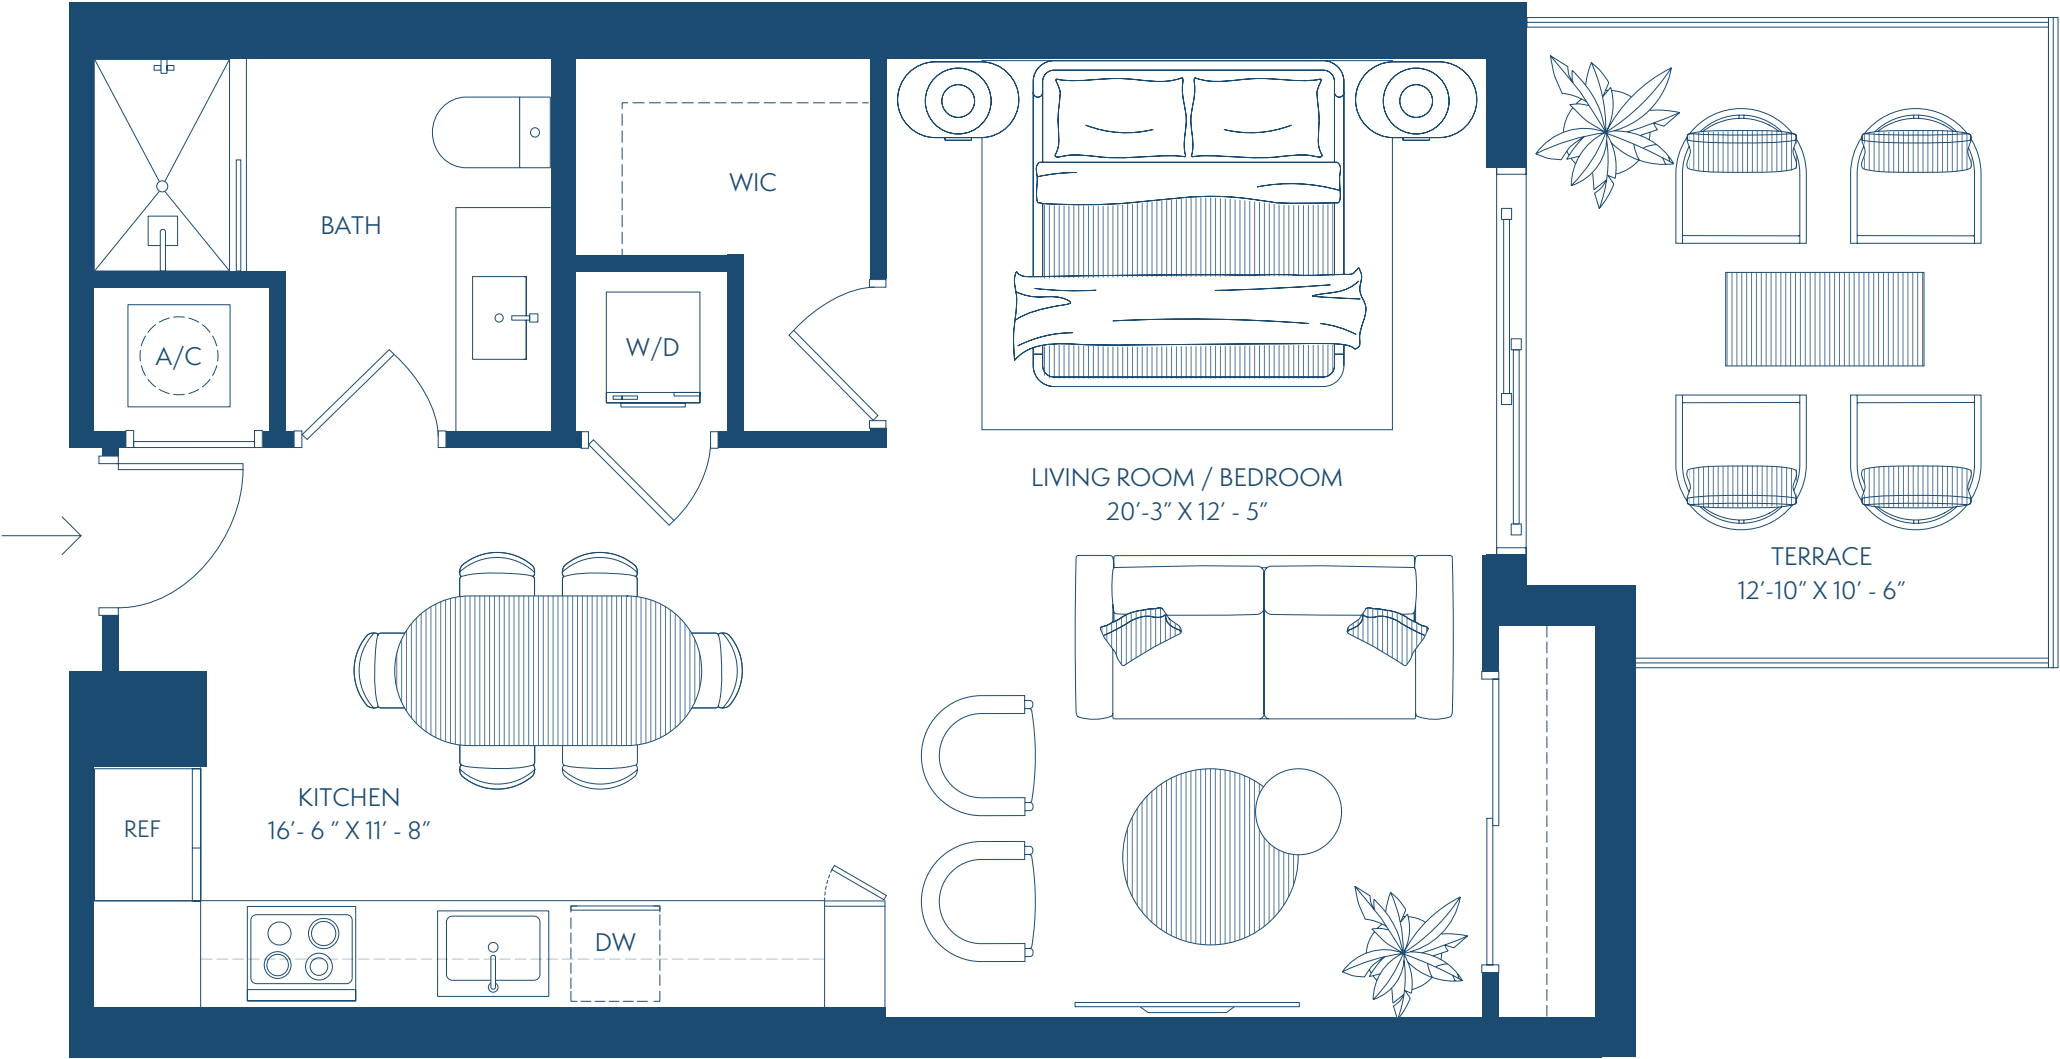 BATH
WIC
A/C
W/D
LIVING ROOM / BEDROOM
20’-3” X 12’ - 5”
TERRACE
12’-10” X 10’ - 6”
KITCHEN
16’- 6 ” X 11’ - 8”
REF
DW